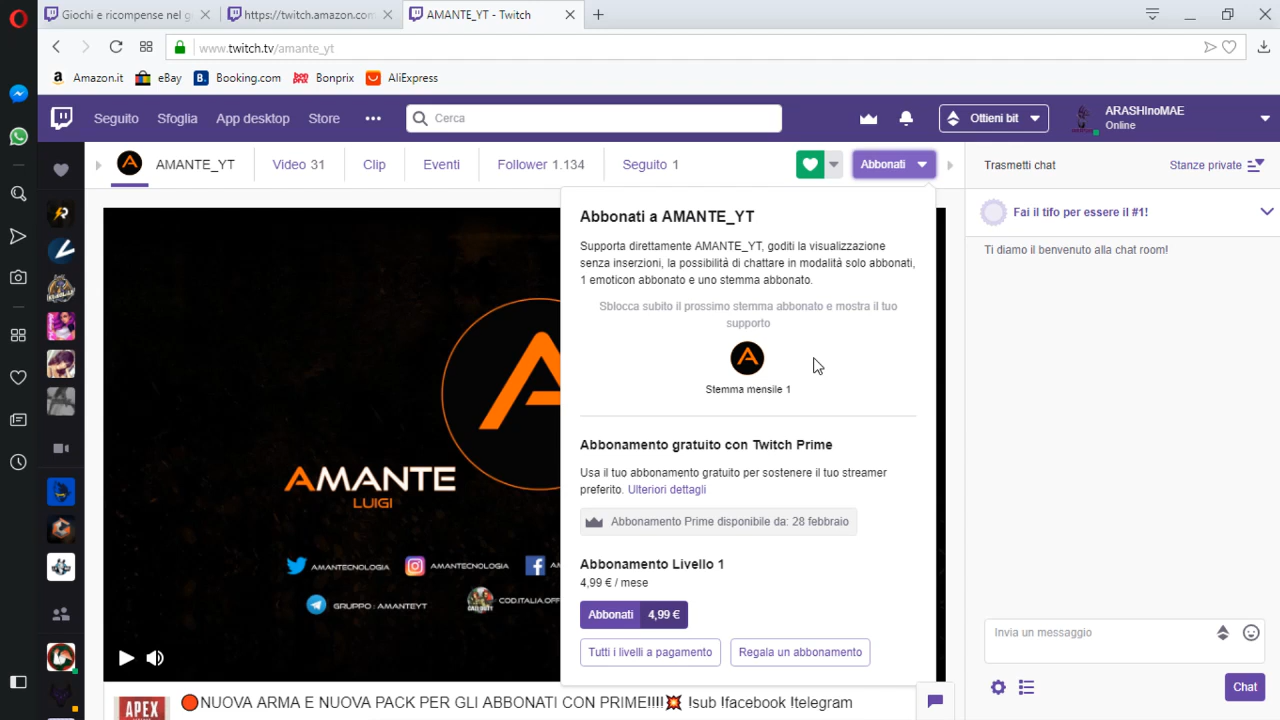 Giochi e ricompense nel g
https://twitch.amazon.com
AMANTE_YT - Twitch
www.twitch.tv/amante_yt
Amazon.it
eBay
Booking.com
Bonprix
AliExpress
Seguito
Sfoglia
App desktop
Store
Cerca
Ottieni bit
ARASHInoMAE
Online
AMANTE_YT
Video 31
Clip
Eventi
Follower 1.134
Seguito 1
Abbonati
Trasmetti chat
Stanze private
Abbonati a AMANTE_YT
Supporta direttamente AMANTE_YT, goditi la visualizzazione
senza inserzioni, la possibilità di chattare in modalità solo abbonati,
1 emoticon abbonato e uno stemma abbonato.
Sblocca subito il prossimo stemma abbonato e mostra il tuo
supporto
Stemma mensile 1
Abbonamento gratuito con Twitch Prime
Usa il tuo abbonamento gratuito per sostenere il tuo streamer
preferito. Ulteriori dettagli
Abbonamento Prime disponibile da: 28 febbraio
Abbonamento Livello 1
4,99 € / mese
Abbonati 4,99 €
Tutti i livelli a pagamento
Regala un abbonamento
Fai il tifo per essere il #1!
Ti diamo il benvenuto alla chat room!
AMANTE
LUIGI
AMANTECNOLOGIA
AMANTECNOLOGIA
GRUPPO : AMANTEYT
COD.ITALIA.OFF
Invia un messaggio
Chat
APEX
🔴NUOVA ARMA E NUOVA PACK PER GLI ABBONATI CON PRIME!!!!💥 !sub !facebook !telegram